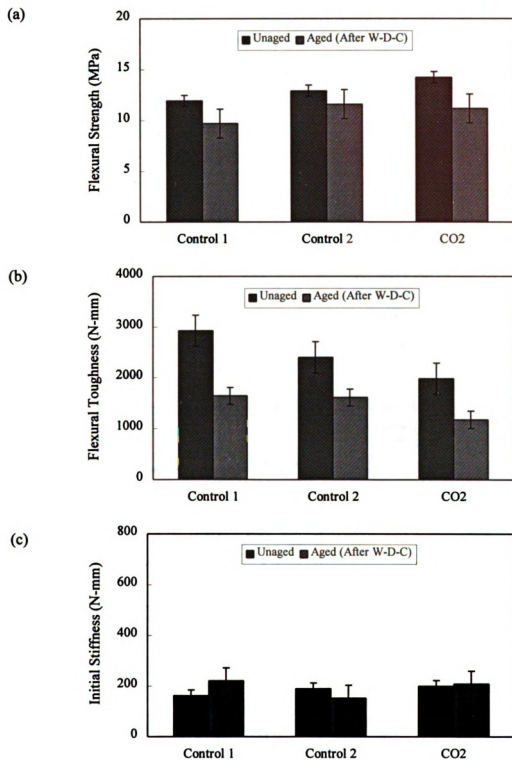 (a)
20
15
10
5
0
Flexural Strength (MPa)
Unaged Aged (After W-D-C)
Control 1 Control 2 CO2
(b)
4000
3000
2000
1000
0
Flexural Toughness (N-mm)
Unaged Aged (After W-D-C)
Control 1 Control 2 CO2
(c)
800
600
400
200
0
Initial Stiffness (N-mm)
Unaged Aged (After W-D-C)
Control 1 Control 2 CO2